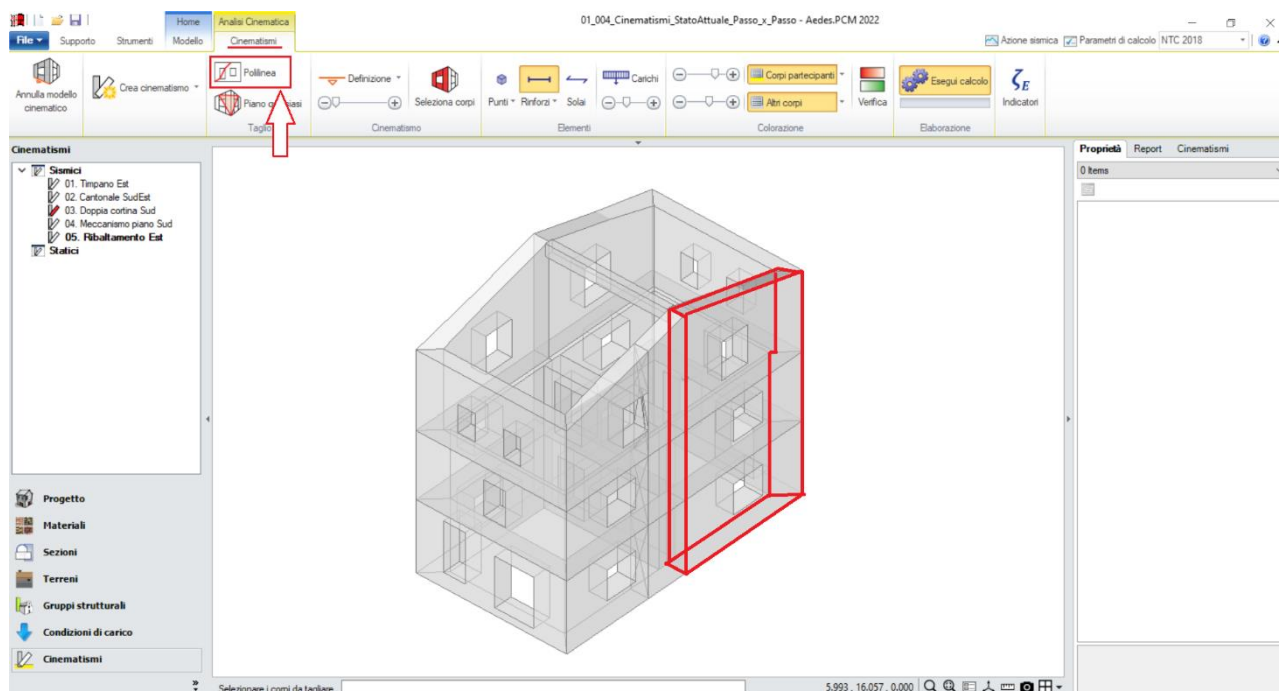 01_004_Cinematismi_StatoAttuale_Passo_x_Passo - Aedes.PCM 2022
Home
Analisi Cinematica
File
Supporto
Strumenti
Modello
Cinematismi
Azione sismica
Parametri di calcolo
NTC 2018
Annulla modello
cinematico
Crea cinematismo
Polilinea
Taglio
Definizione
Seleziona corpi
Cinematismo
Punti
Rinforzi
Solai
Carichi
Elementi
Corpi partecipanti
Altri corpi
Verifica
Colorazione
Esegui calcolo
Elaborazione
ζE
Indicatori
Cinematismi
Sismici
01. Timpano Est
02. Cantonale SudEst
03. Doppia cortina Sud
04. Meccanismo piano Sud
05. Ribaltamento Est
Statici
Progetto
Materiali
Sezioni
Terreni
Gruppi strutturali
Condizioni di carico
Cinematismi
Proprietà
Report
Cinematismi
0 Items
Selezionare i corpi da tagliare
5.993 , 16.057 , 0.000